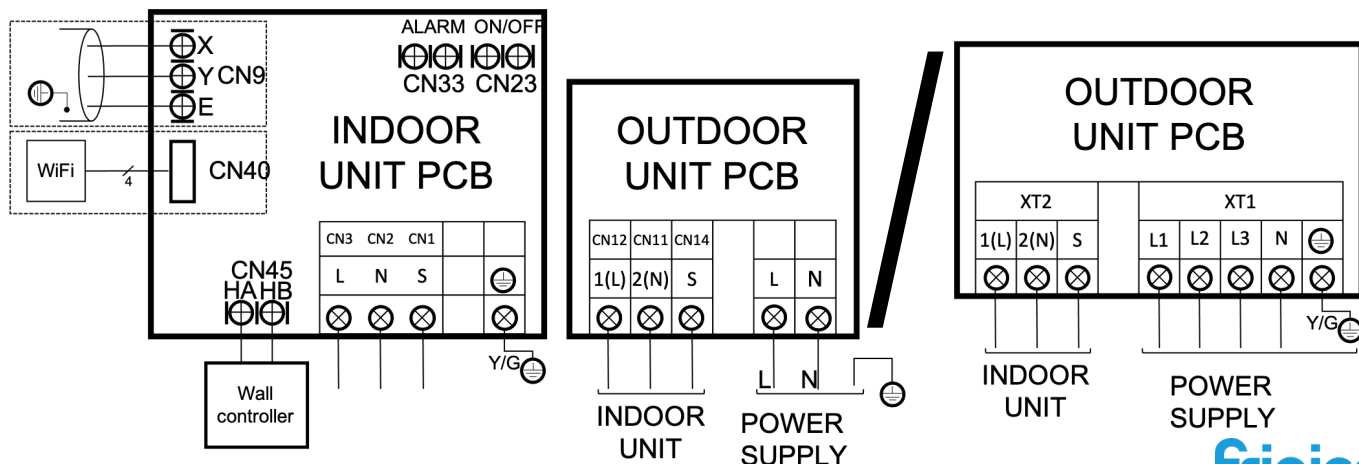 ALARM ON/OFF
CN33 CN23
X
Y CN9
E
WiFi
4
CN40
INDOOR
UNIT PCB
CN45
HA HB
CN3 CN2 CN1
L N S
Y/G
Wall
controller
OUTDOOR
UNIT PCB
CN12 CN11 CN14
1(L) 2(N) S L N
L N
INDOOR
UNIT
POWER
SUPPLY
OUTDOOR
UNIT PCB
XT2 XT1
1(L) 2(N) S L1 L2 L3 N
Y/G
INDOOR
UNIT
POWER
SUPPLY